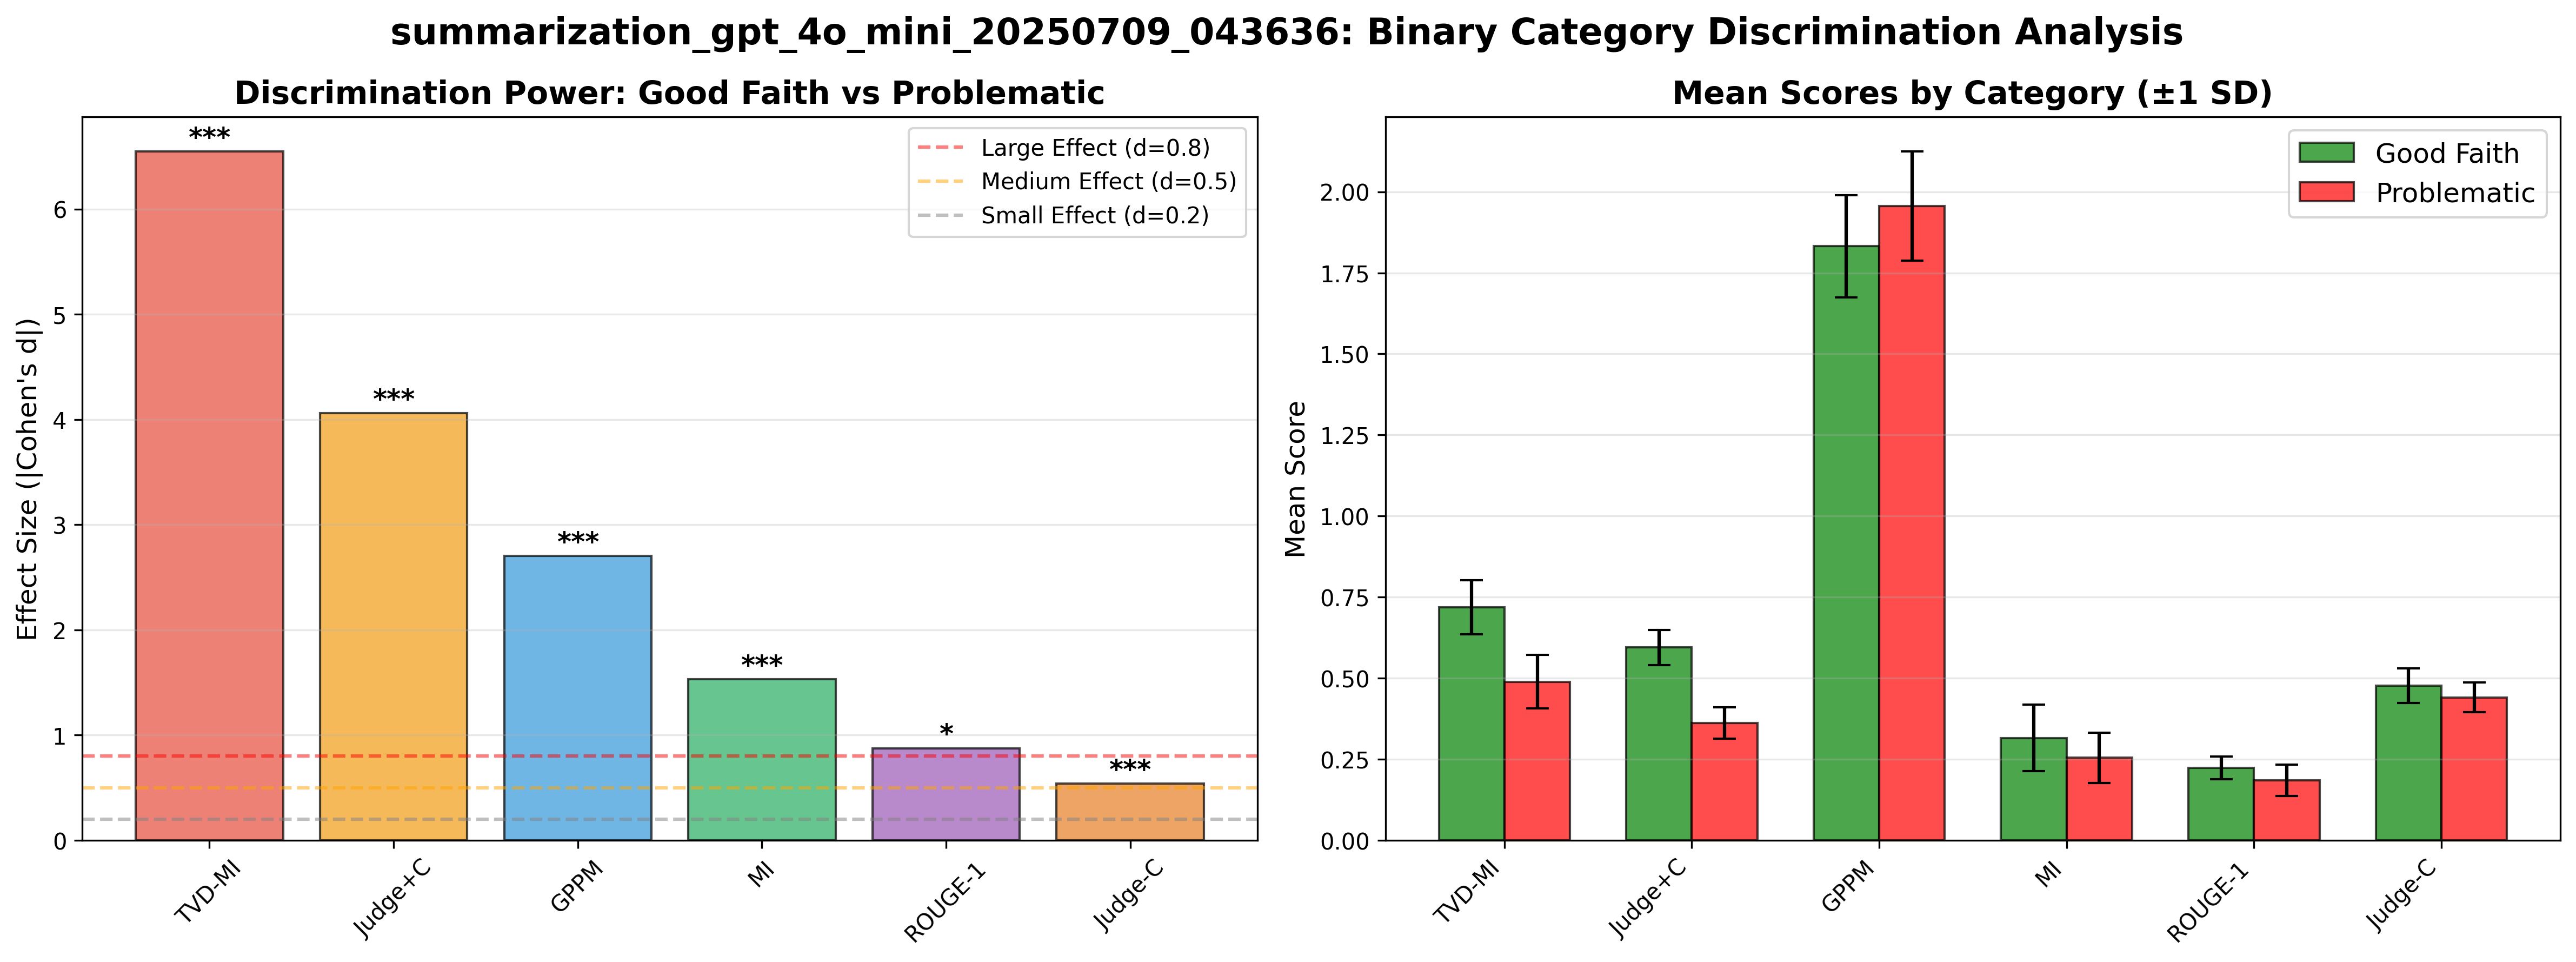 summarization_gpt_4o_mini_20250709_043636: Binary Category Discrimination Analysis
Discrimination Power: Good Faith vs Problematic
Effect Size (|Cohen's d|)
6
5
4
3
2
1
0
***
***
***
***
*
***
Large Effect (d=0.8)
Medium Effect (d=0.5)
Small Effect (d=0.2)
TVD-MI
Judge+C
GPPM
MI
ROUGE-1
Judge-C
Mean Scores by Category (±1 SD)
Mean Score
2.00
1.75
1.50
1.25
1.00
0.75
0.50
0.25
0.00
Good Faith
Problematic
TVD-MI
Judge+C
GPPM
MI
ROUGE-1
Judge-C